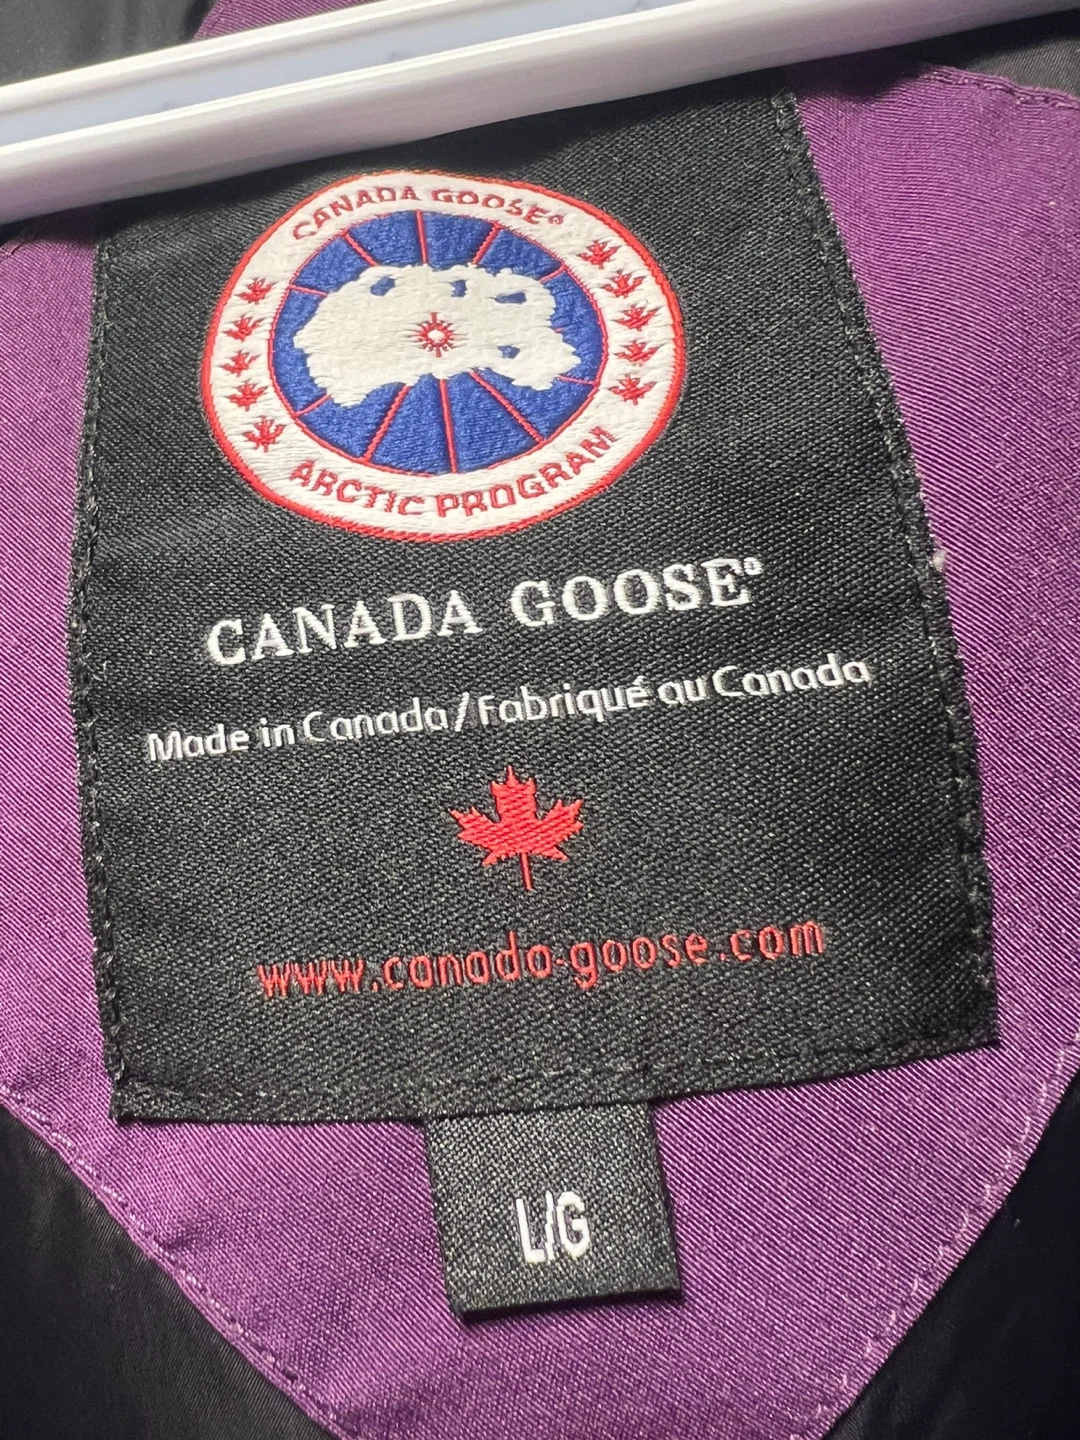 CANADA GOOSE®
ARCTIC PROGRAM
CANADA GOOSE®
Made in Canada/Fabriqué au Canada
www.canada-goose.com
L/G